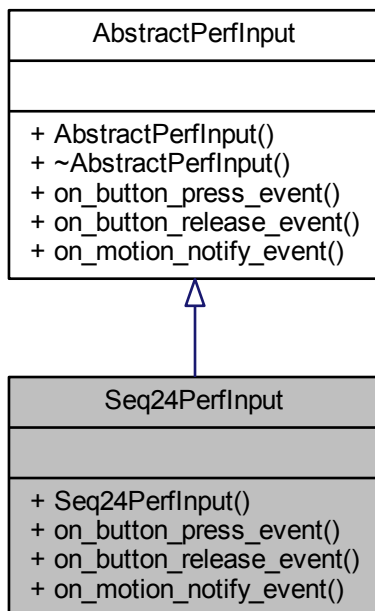 AbstractPerfInput
+ AbstractPerfInput()
+ ~AbstractPerfInput()
+ on_button_press_event()
+ on_button_release_event()
+ on_motion_notify_event()
Seq24PerfInput
+ Seq24PerfInput()
+ on_button_press_event()
+ on_button_release_event()
+ on_motion_notify_event()